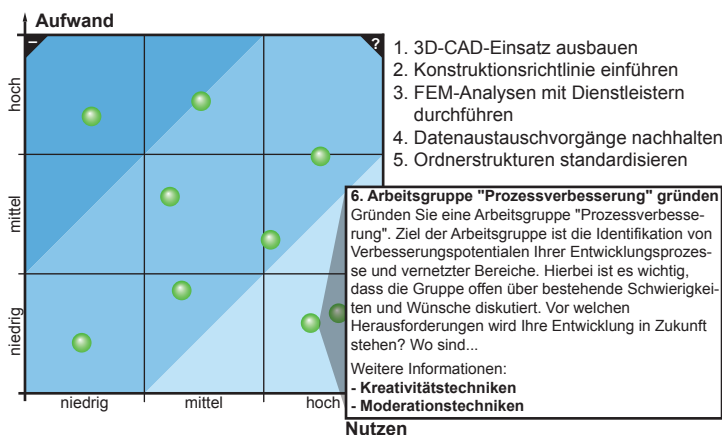 Aufwand
–
?
hoch
mittel
niedrig
niedrig
mittel
hoch
Nutzen
1. 3D-CAD-Einsatz ausbauen
2. Konstruktionsrichtlinie einführen
3. FEM-Analysen mit Dienstleistern
durchführen
4. Datenaustauschvorgänge nachhalten
5. Ordnerstrukturen standardisieren
6. Arbeitsgruppe "Prozessverbesserung" gründen
Gründen Sie eine Arbeitsgruppe "Prozessverbesse-
rung". Ziel der Arbeitsgruppe ist die Identifikation von
Verbesserungspotentialen Ihrer Entwicklungsprozes-
se und vernetzter Bereiche. Hierbei ist es wichtig,
dass die Gruppe offen über bestehende Schwierigkei-
ten und Wünsche diskutiert. Vor welchen
Herausforderungen wird Ihre Entwicklung in Zukunft
stehen? Wo sind...
Weitere Informationen:
- Kreativitätstechniken
- Moderationstechniken